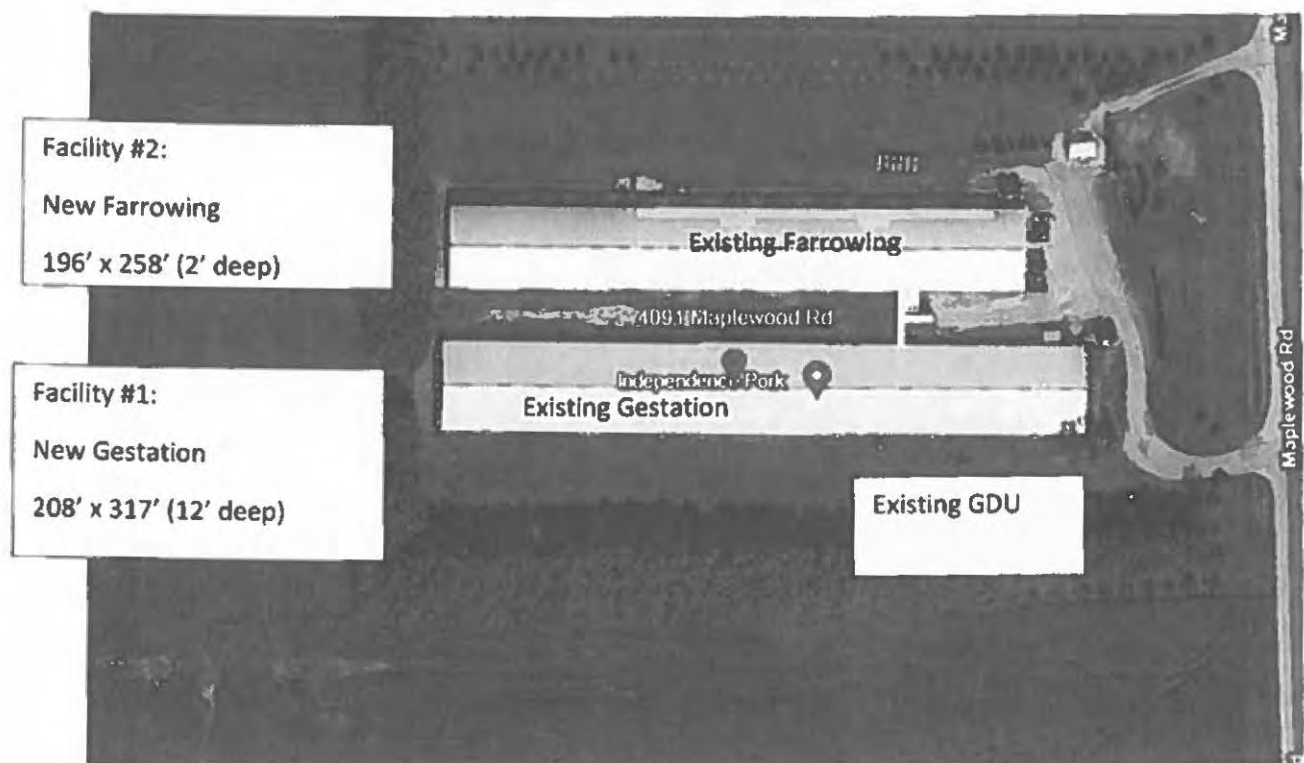 Facility #2:
New Farrowing
196' x 258' (2' deep)
Existing Farrowing
Maplewood Rd
Facility #1:
New Gestation
208' x 317' (12' deep)
Independence Pork
Existing Gestation
Existing GDU
Maplewood Rd